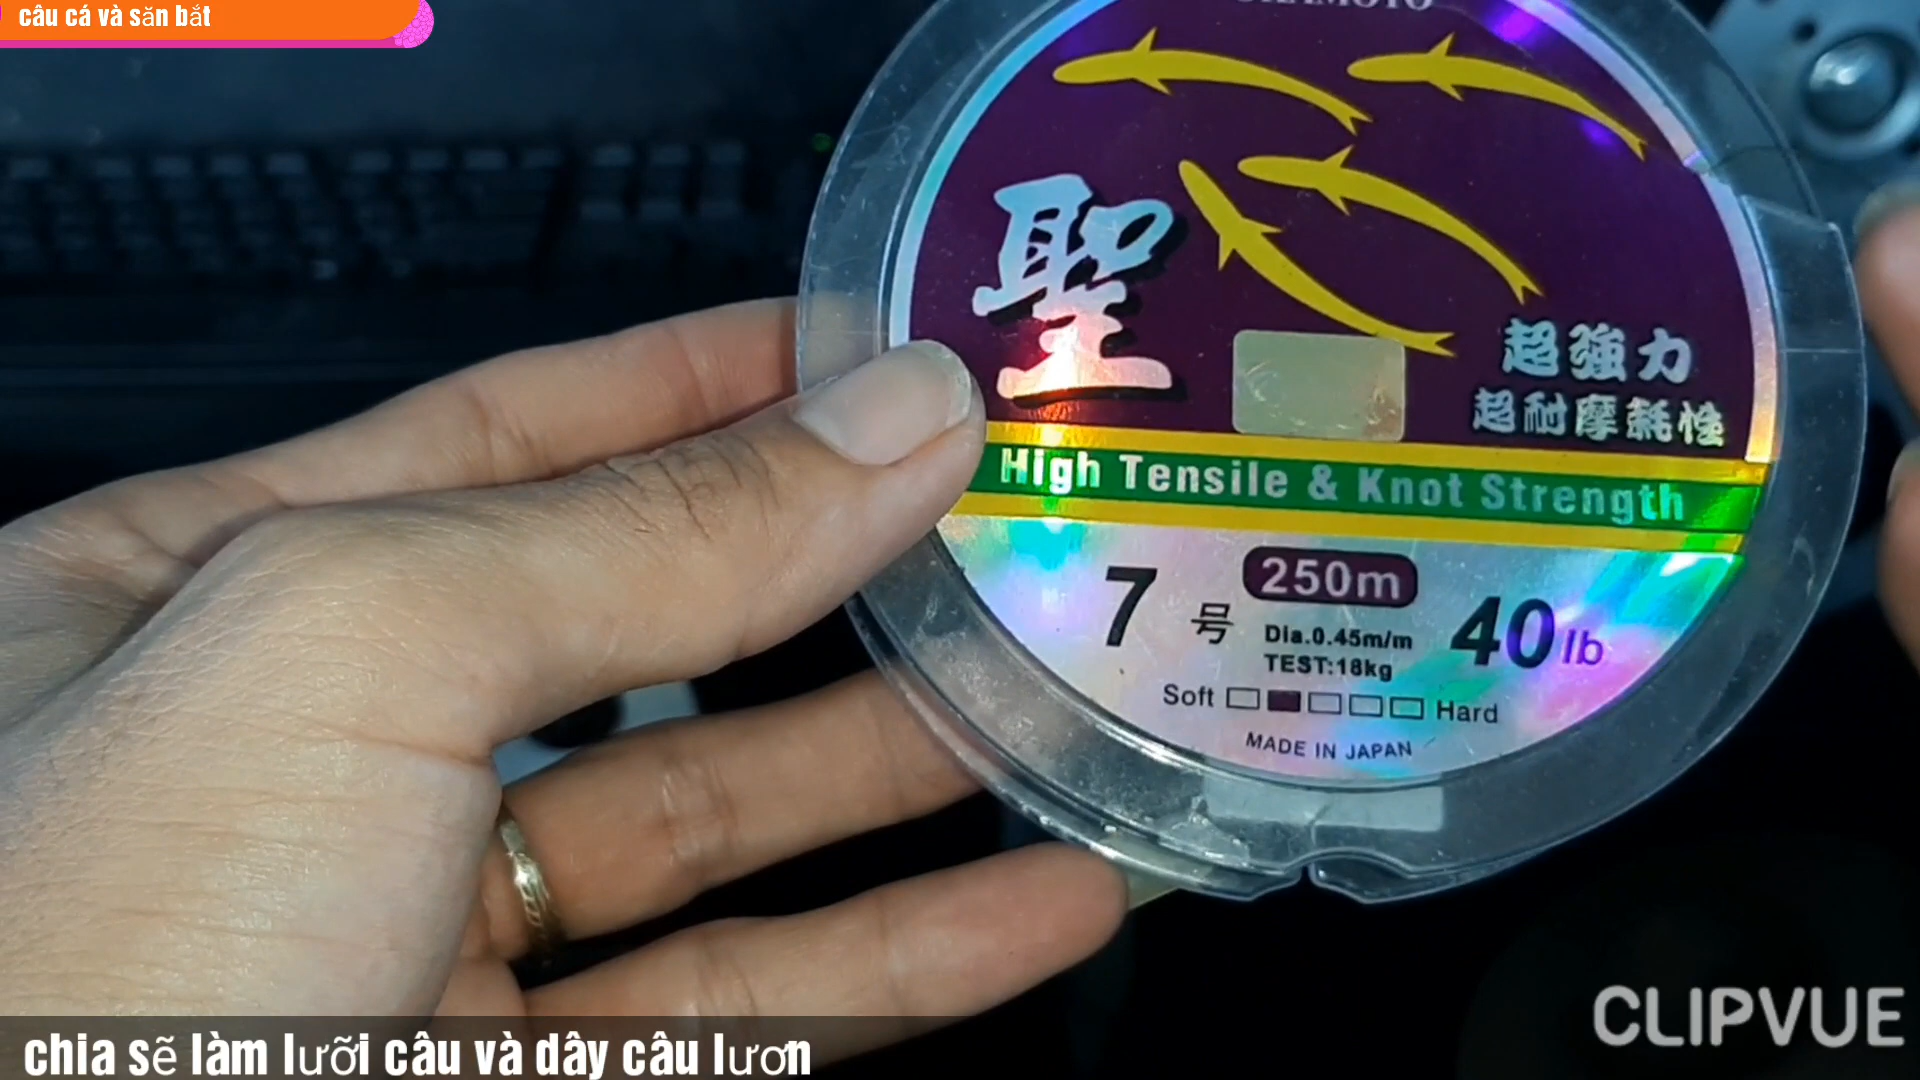 câu cá và săn bắt
聖
超強力
超耐摩耗性
High Tensile & Knot Strength
250m
7号
Dia.0.45m/m
TEST:18kg
40lb
Soft Hard
MADE IN JAPAN
CLIPVUE
chia sẽ làm lưỡi câu và dây câu lươn